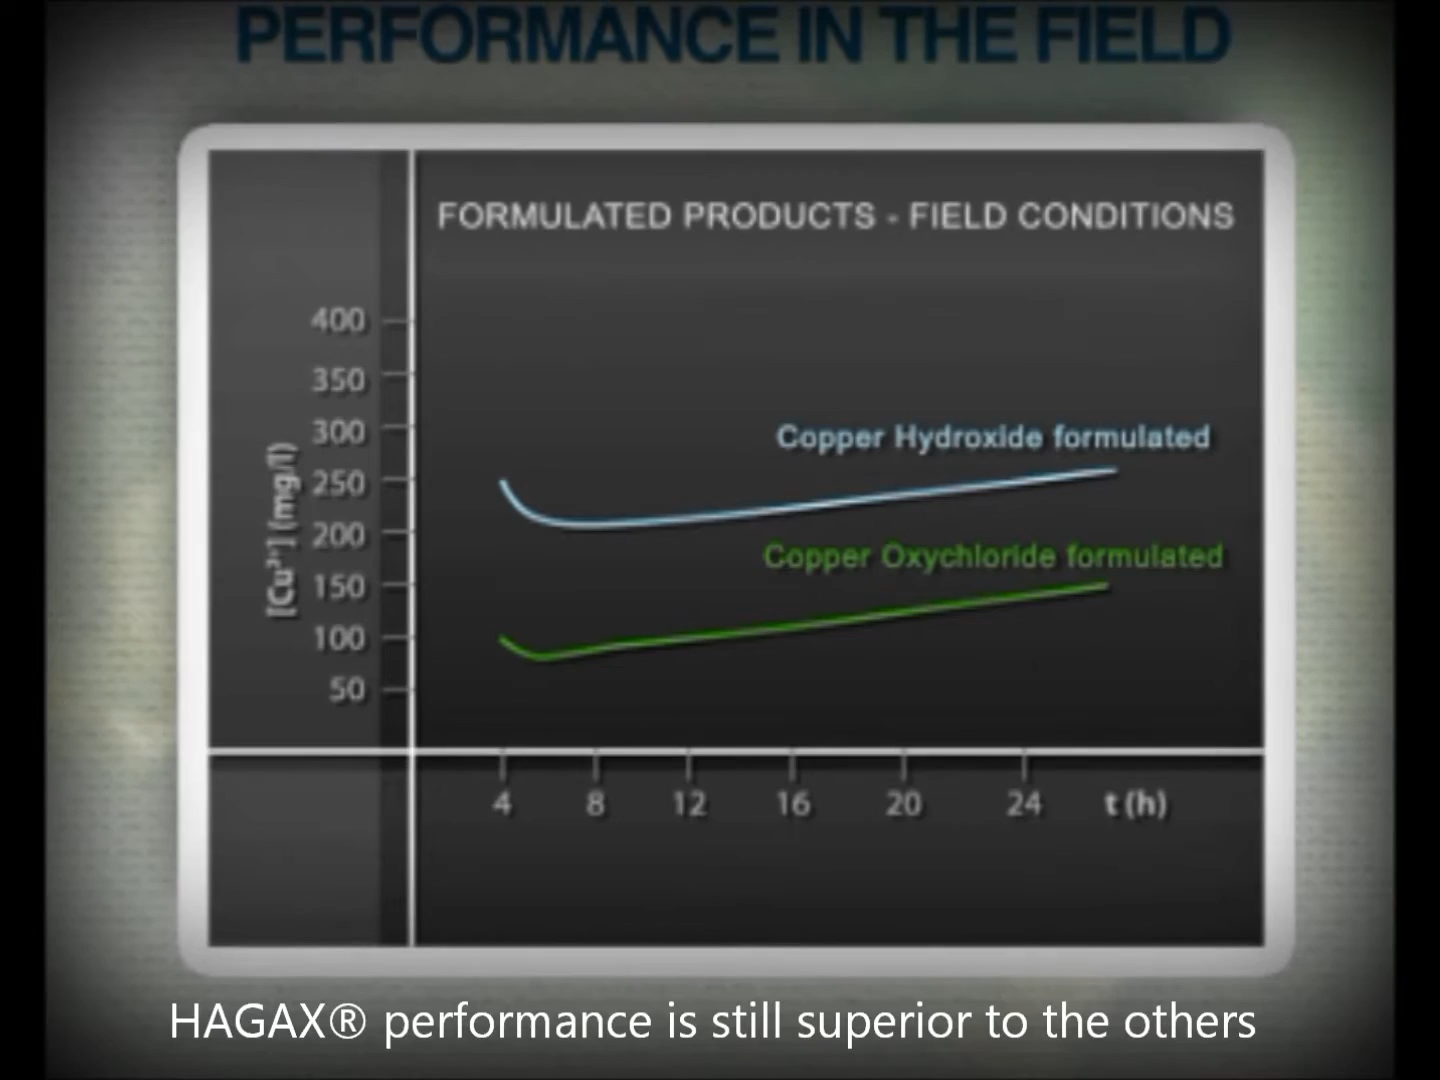 PERFORMANCE IN THE FIELD
FORMULATED PRODUCTS - FIELD CONDITIONS
400
350
300
250
200
150
100
50
[Cu²⁺] (mg/l)
Copper Hydroxide formulated
Copper Oxychloride formulated
4 8 12 16 20 24 t (h)
HAGAX® performance is still superior to the others